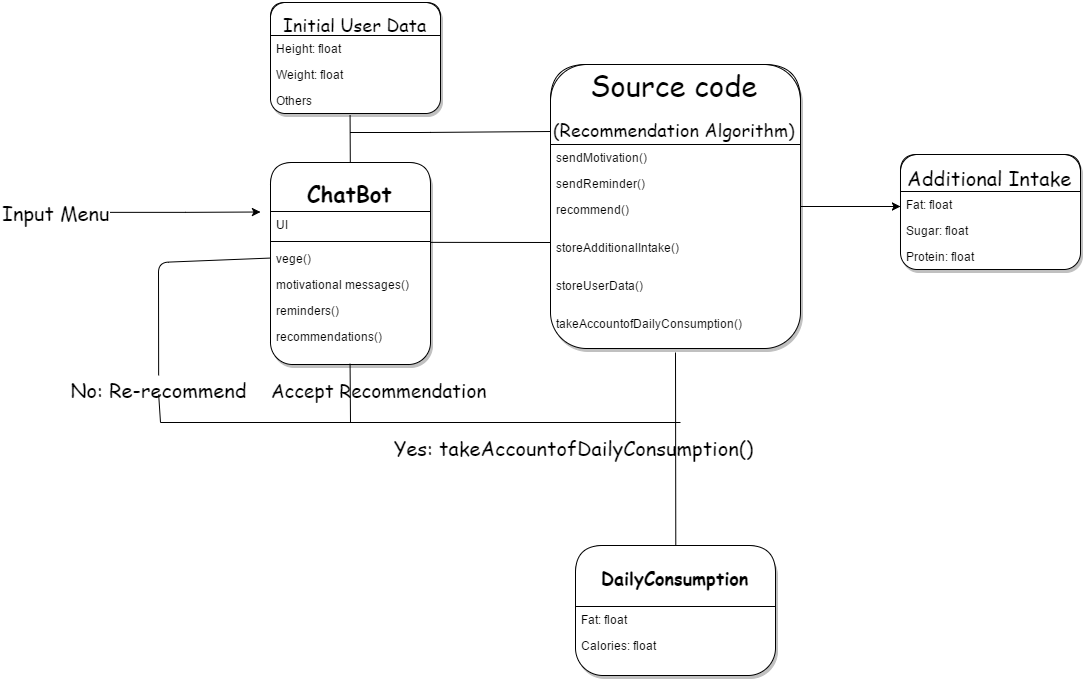 Initial User Data
Height: float
Weight: float
Others
Source code
(Recommendation Algorithm)
sendMotivation()
sendReminder()
recommend()
storeAdditionalIntake()
storeUserData()
takeAccountofDailyConsumption()
Additional Intake
Fat: float
Sugar: float
Protein: float
Input Menu
ChatBot
UI
vege()
motivational messages()
reminders()
recommendations()
No: Re-recommend
Accept Recommendation
Yes: takeAccountofDailyConsumption()
DailyConsumption
Fat: float
Calories: float